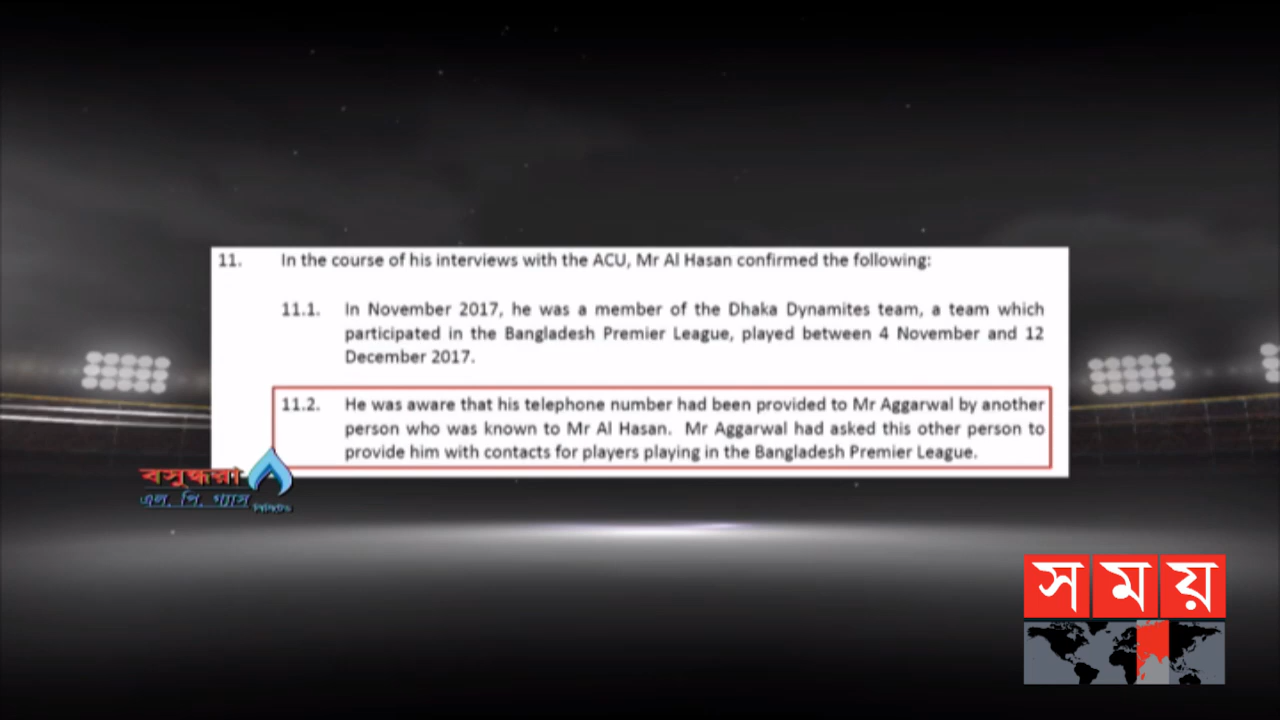 11. In the course of his interviews with the ACU, Mr Al Hasan confirmed the following:
11.1. In November 2017, he was a member of the Dhaka Dynamites team, a team which
participated in the Bangladesh Premier League, played between 4 November and 12
December 2017.
11.2. He was aware that his telephone number had been provided to Mr Aggarwal by another
person who was known to Mr Al Hasan. Mr Aggarwal had asked this other person to
provide him with contacts for players playing in the Bangladesh Premier League.
বসুন্ধরা
এল. পি. গ্যাস
লিমিটেড
সময়